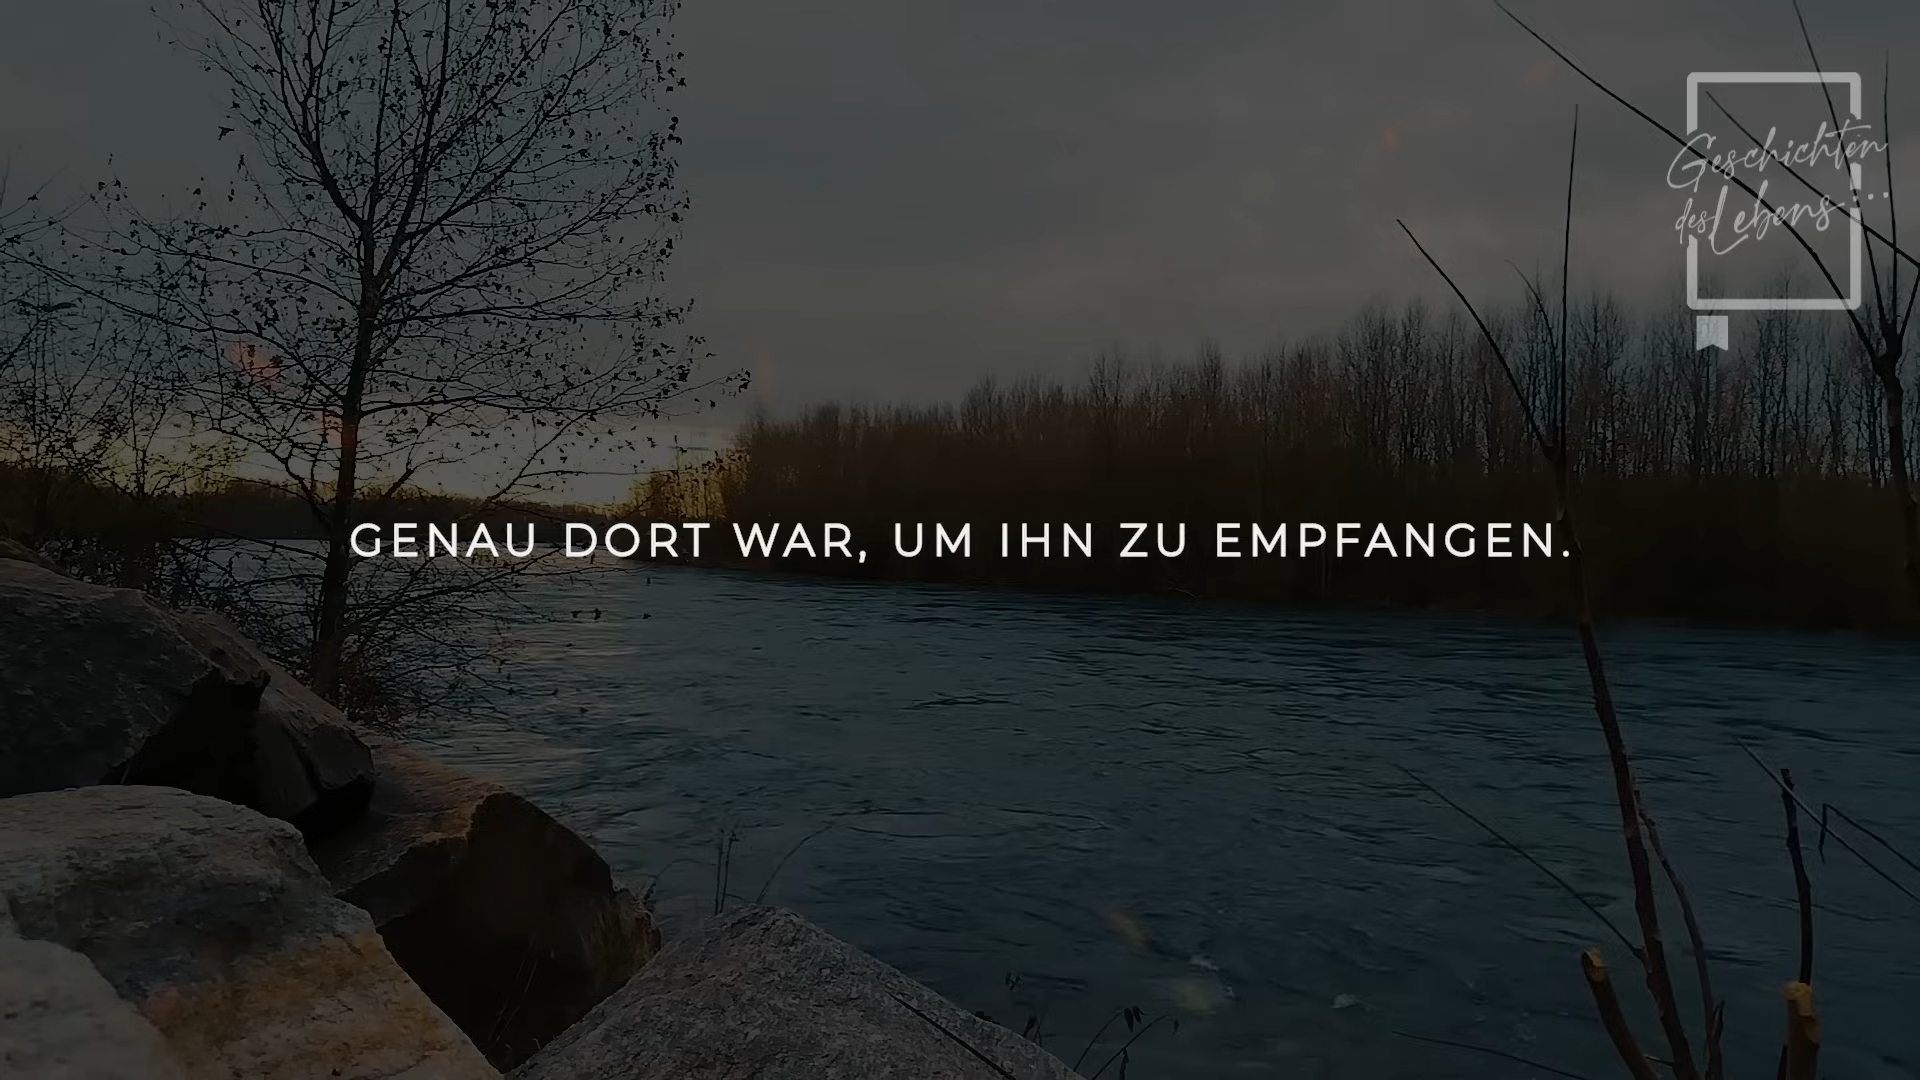 Geschichten
des Lebens...
GENAU DORT WAR, UM IHN ZU EMPFANGEN.